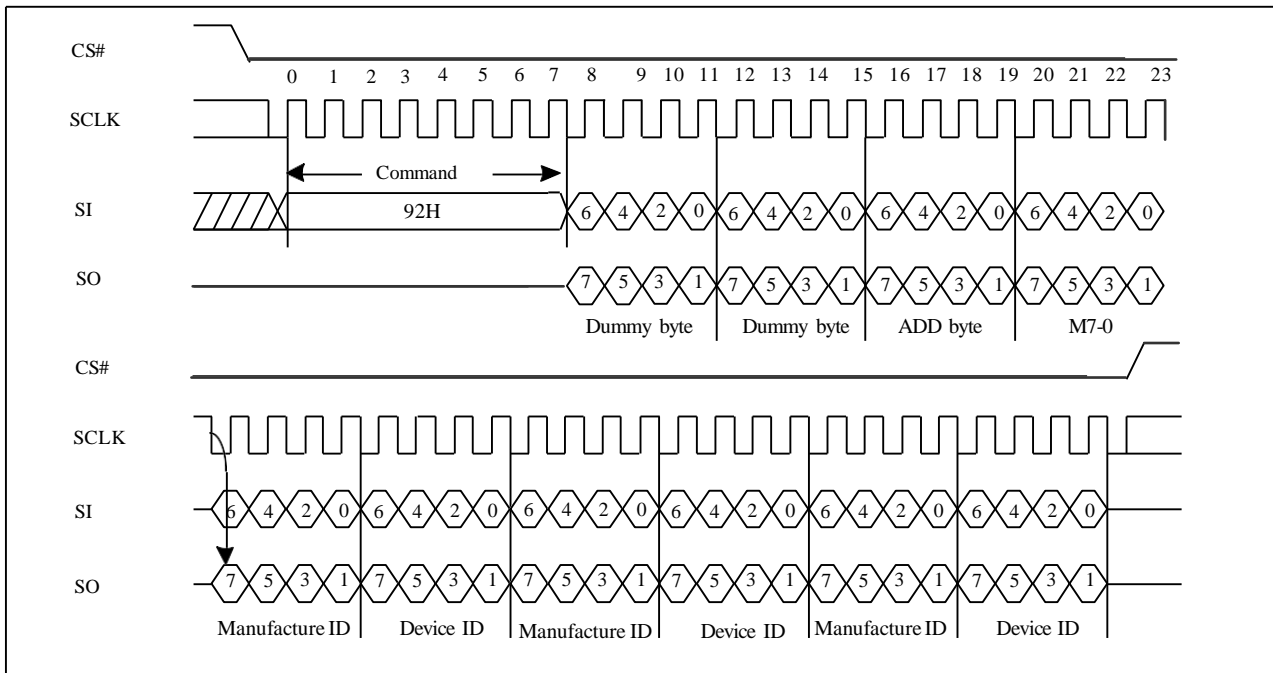 CS#
0 1 2 3 4 5 6 7 8 9 10 11 12 13 14 15 16 17 18 19 20 21 22 23
SCLK
Command
SI 92H 6 4 2 0 6 4 2 0 6 4 2 0 6 4 2 0
SO 7 5 3 1 7 5 3 1 7 5 3 1 7 5 3 1
Dummy byte Dummy byte ADD byte M7-0
CS#
SCLK
SI 6 4 2 0 6 4 2 0 6 4 2 0 6 4 2 0 6 4 2 0 6 4 2 0
SO 7 5 3 1 7 5 3 1 7 5 3 1 7 5 3 1 7 5 3 1 7 5 3 1
Manufacture ID Device ID Manufacture ID Device ID Manufacture ID Device ID